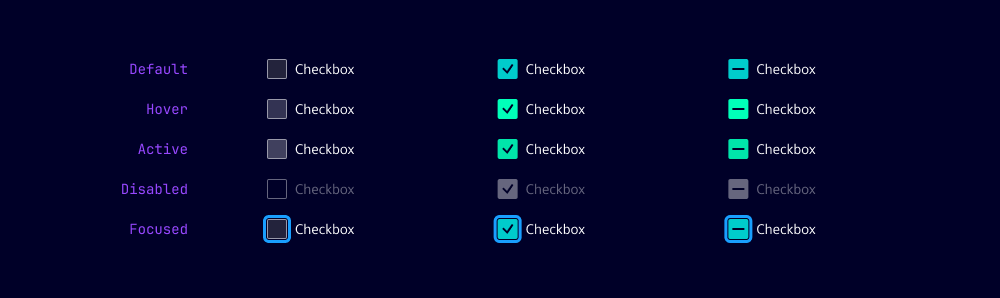 Default Checkbox Checkbox Checkbox
Hover Checkbox Checkbox Checkbox
Active Checkbox Checkbox Checkbox
Disabled Checkbox Checkbox Checkbox
Focused Checkbox Checkbox Checkbox